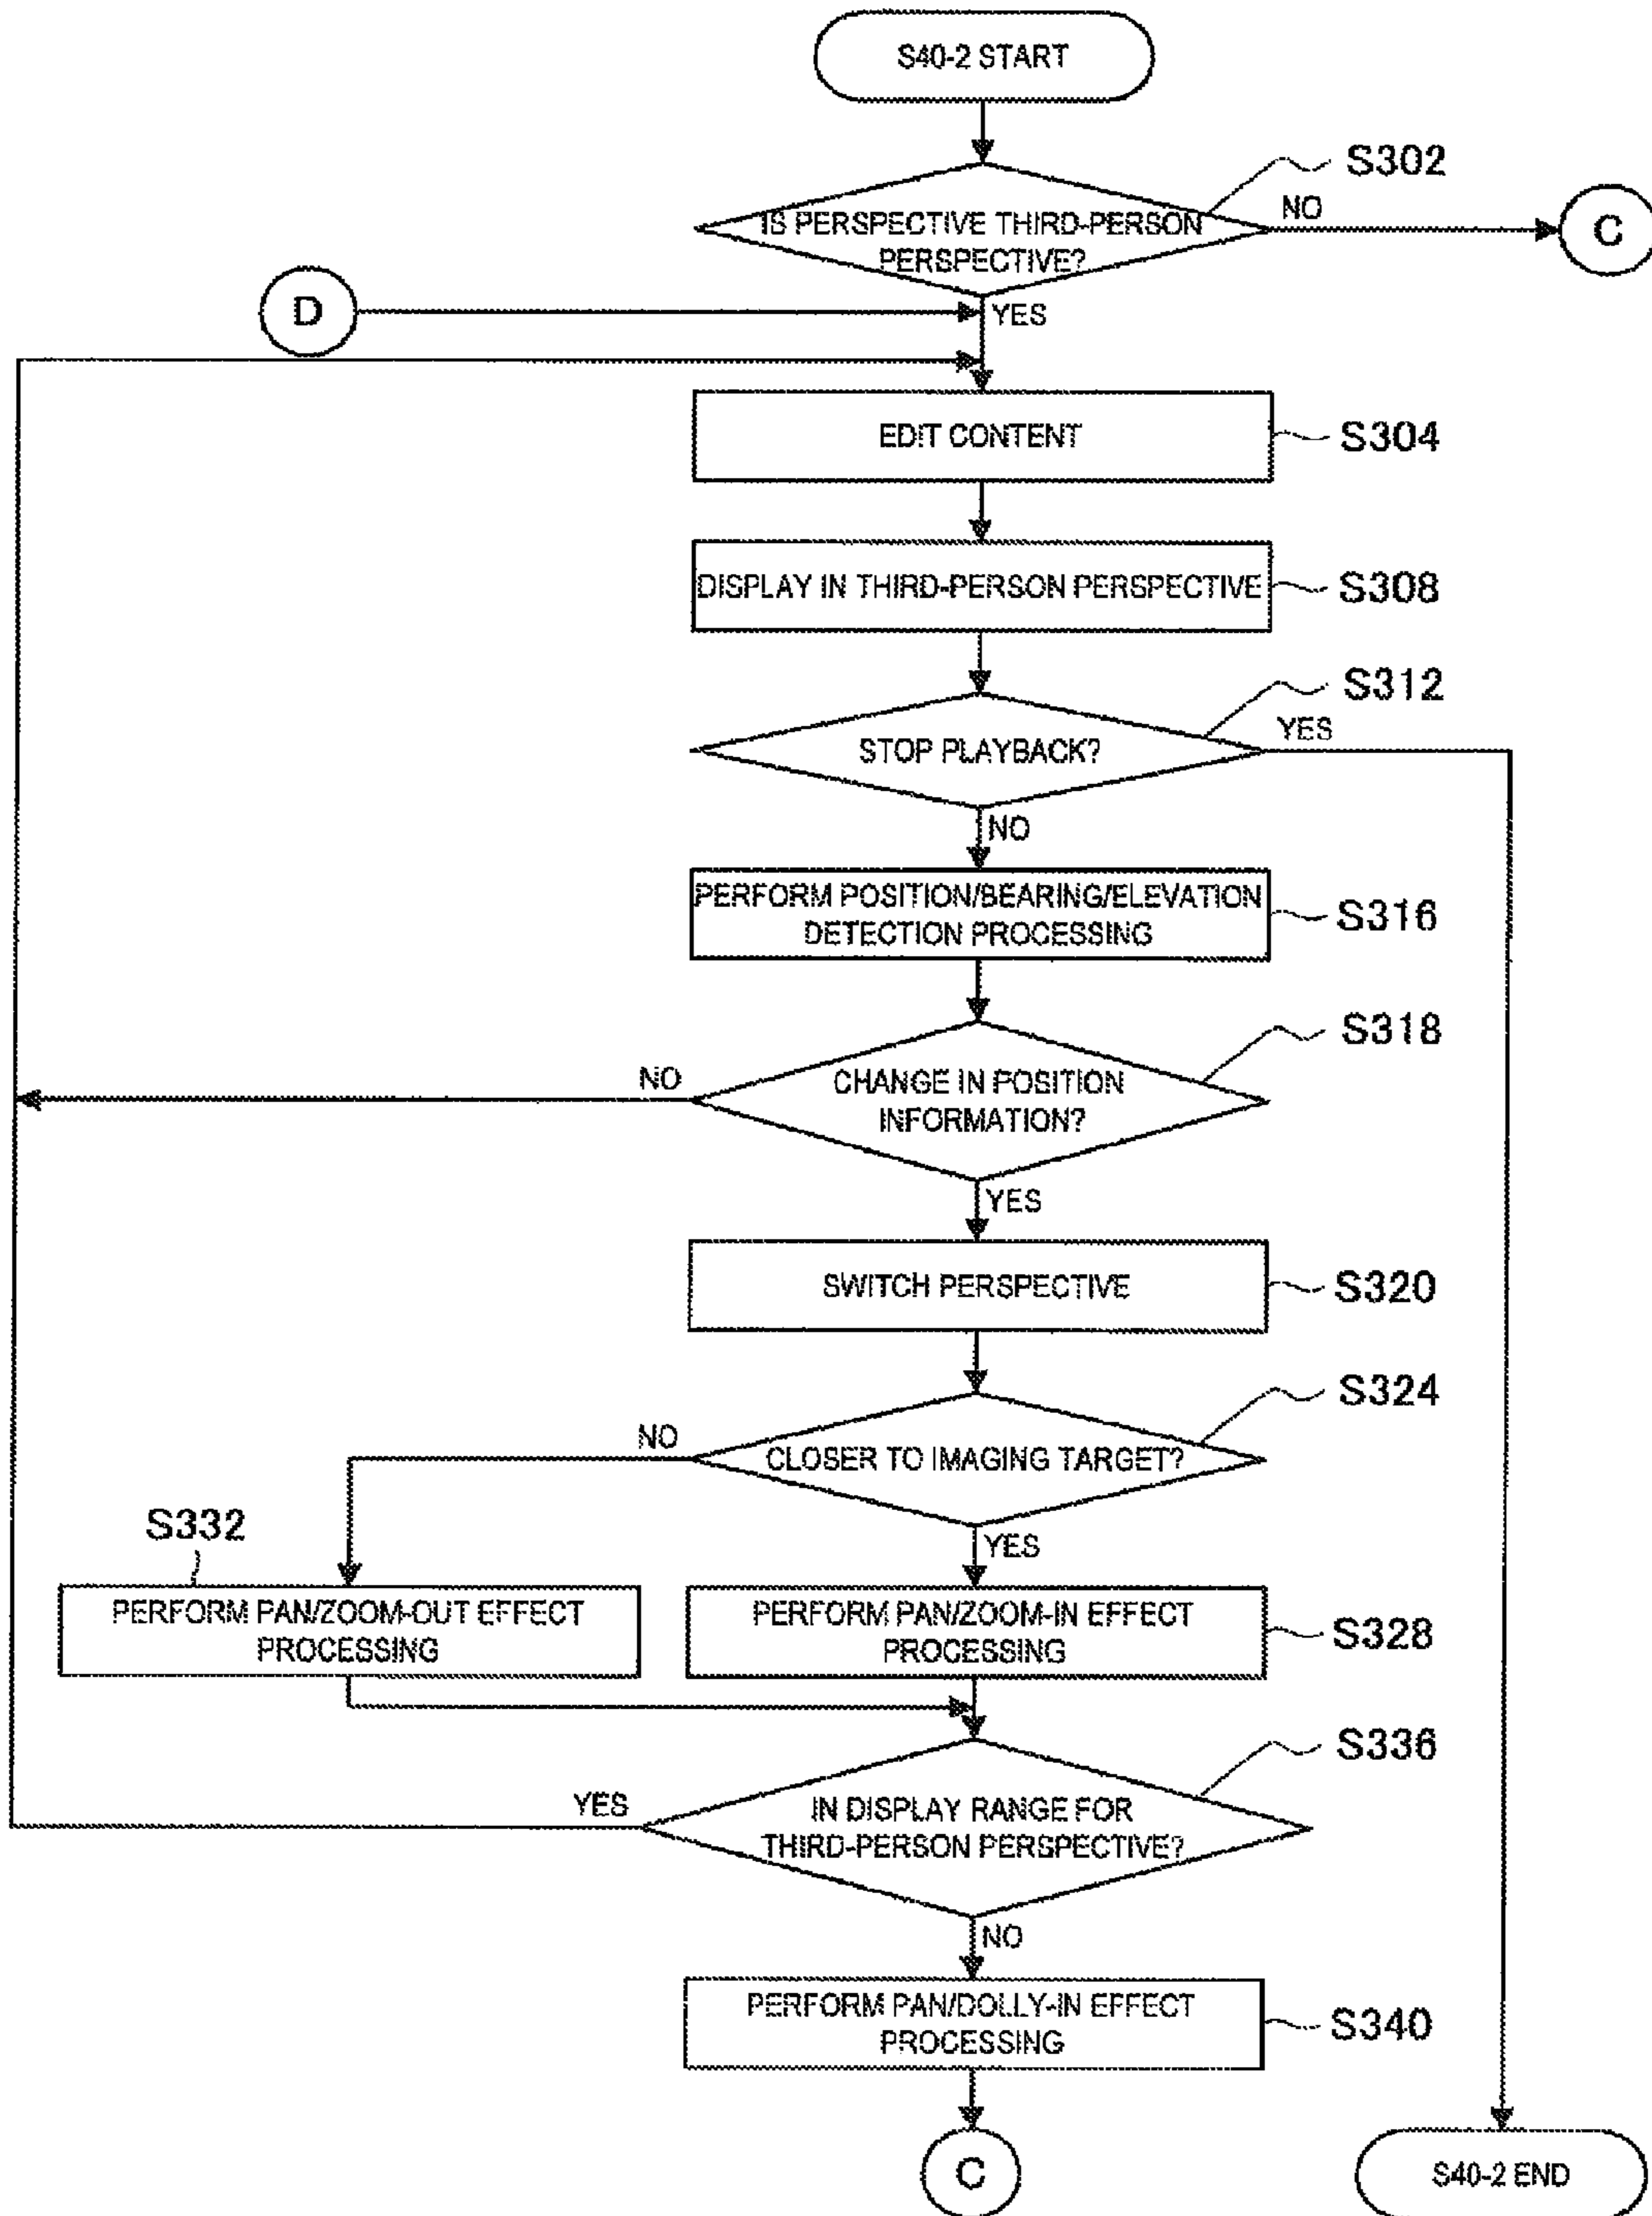 S40-2 START
S302
IS PERSPECTIVE THIRD-PERSON
PERSPECTIVE?
NO
C
D
YES
EDIT CONTENT
S304
DISPLAY IN THIRD-PERSON PERSPECTIVE
S308
S312
STOP PLAYBACK?
YES
NO
PERFORM POSITION/BEARING/ELEVATION
DETECTION PROCESSING
S316
S318
CHANGE IN POSITION
INFORMATION?
NO
YES
SWITCH PERSPECTIVE
S320
S324
CLOSER TO IMAGING TARGET?
NO
YES
S332
PERFORM PAN/ZOOM-OUT EFFECT
PROCESSING
PERFORM PAN/ZOOM-IN EFFECT
PROCESSING
S328
S336
IN DISPLAY RANGE FOR
THIRD-PERSON PERSPECTIVE?
YES
NO
PERFORM PAN/DOLLY-IN EFFECT
PROCESSING
S340
C
S40-2 END